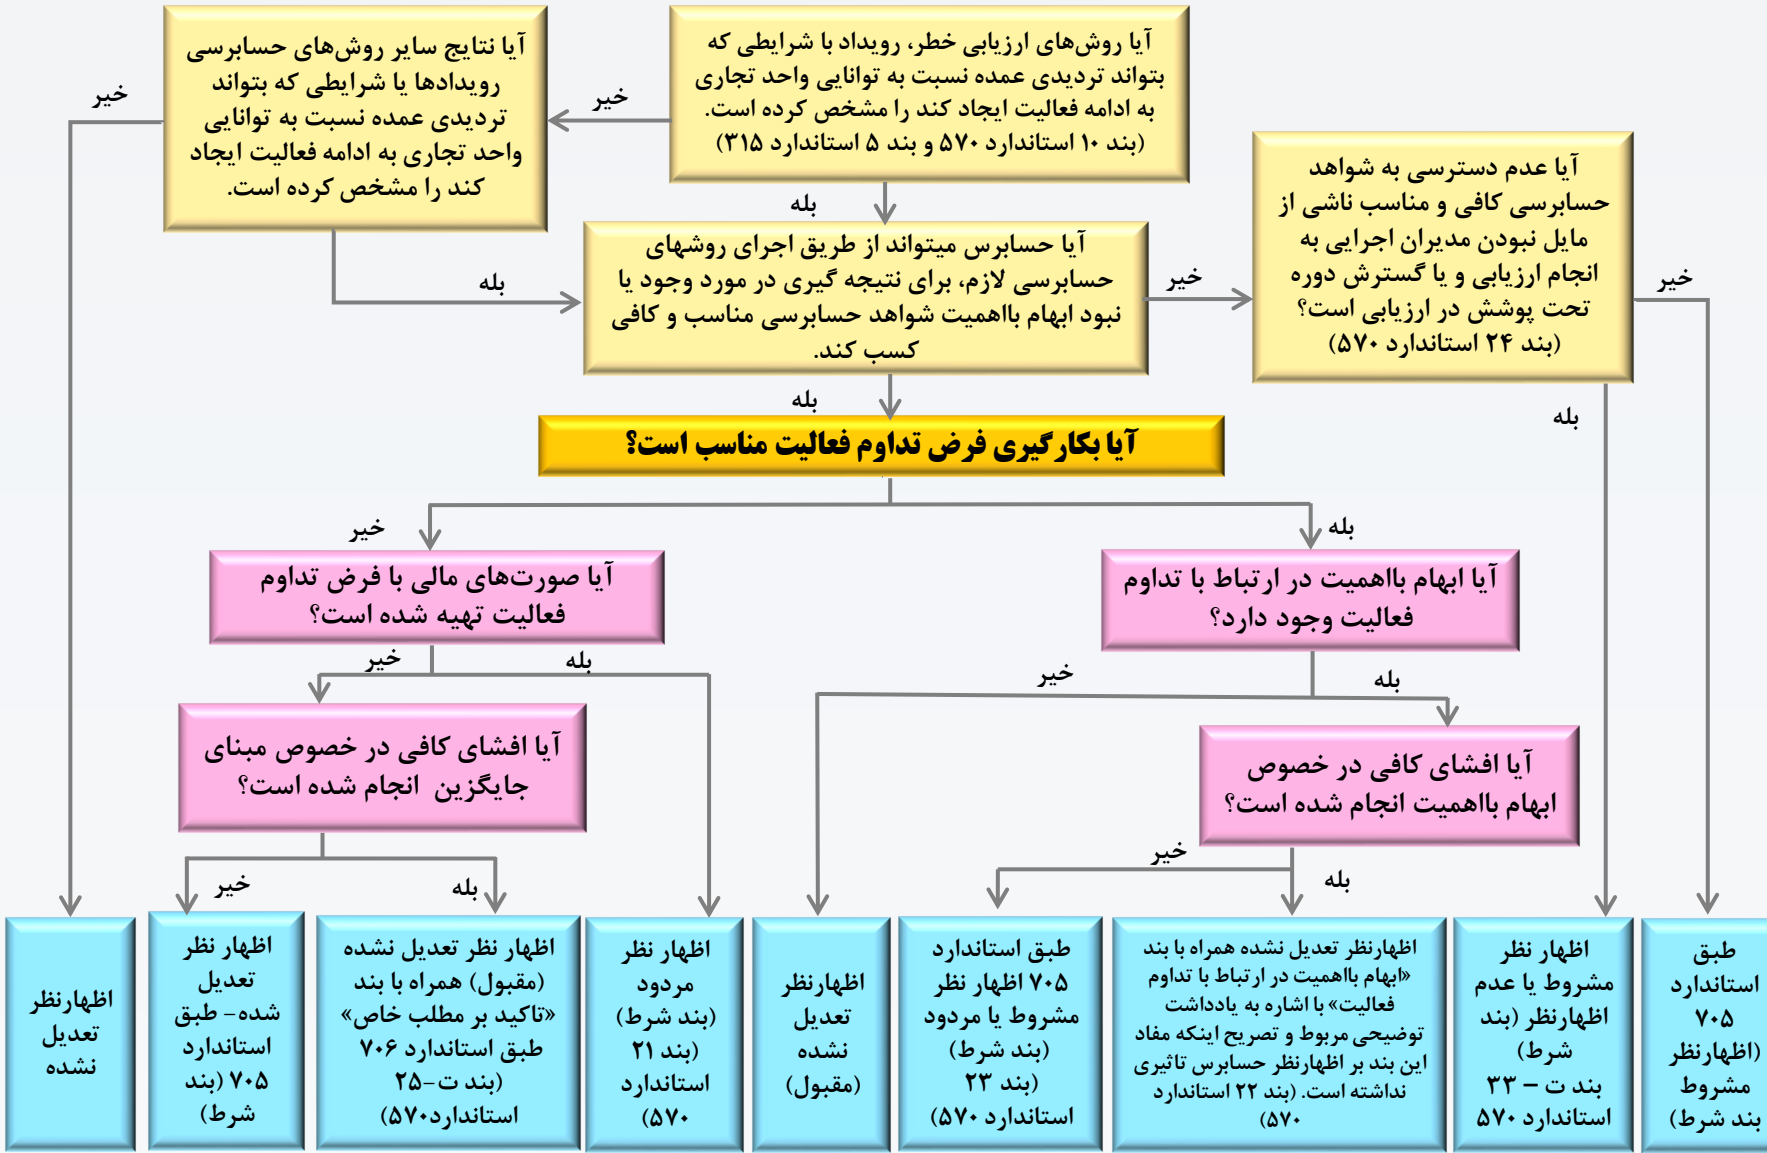 آیا روش‌های ارزیابی خطر، رویداد با شرایطی که
بتواند تردیدی عمده نسبت به توانایی واحد تجاری
به ادامه فعالیت ایجاد کند را مشخص کرده است.
(بند ۱۰ استاندارد ۵۷۰ و بند ۵ استاندارد ۳۱۵)
خیر
آیا نتایج سایر روش‌های حسابرسی
رویدادها یا شرایطی که بتواند
تردیدی عمده نسبت به توانایی
واحد تجاری به ادامه فعالیت ایجاد
کند را مشخص کرده است.
خیر
بله
بله
آیا حسابرس میتواند از طریق اجرای روشهای
حسابرسی لازم، برای نتیجه گیری در مورد وجود یا
نبود ابهام بااهمیت شواهد حسابرسی مناسب و کافی
کسب کند.
خیر
آیا عدم دسترسی به شواهد
حسابرسی کافی و مناسب ناشی از
مایل نبودن مدیران اجرایی به
انجام ارزیابی و یا گسترش دوره
تحت پوشش در ارزیابی است؟
(بند ۲۴ استاندارد ۵۷۰)
خیر
بله
بله
آیا بکارگیری فرض تداوم فعالیت مناسب است؟
بله
خیر
آیا ابهام بااهمیت در ارتباط با تداوم
فعالیت وجود دارد؟
آیا صورت‌های مالی با فرض تداوم
فعالیت تهیه شده است؟
بله
خیر
بله
خیر
آیا افشای کافی در خصوص
ابهام بااهمیت انجام شده است؟
آیا افشای کافی در خصوص مبنای
جایگزین انجام شده است؟
بله
خیر
بله
خیر
طبق
استاندارد
۷۰۵
(اظهارنظر
مشروط
بند شرط)
اظهار نظر
مشروط یا عدم
اظهارنظر (بند
شرط)
بند ت – ۳۳
استاندارد ۵۷۰
اظهارنظر تعدیل نشده همراه با بند
«ابهام بااهمیت در ارتباط با تداوم
فعالیت» با اشاره به یادداشت
توضیحی مربوط و تصریح اینکه مفاد
این بند بر اظهارنظر حسابرس تاثیری
نداشته است. (بند ۲۲ استاندارد
۵۷۰)
طبق استاندارد
۷۰۵ اظهار نظر
مشروط یا مردود
(بند شرط)
(بند ۲۳
استاندارد ۵۷۰)
اظهارنظر
تعدیل
نشده
(مقبول)
اظهار نظر
مردود
(بند شرط)
(بند ۲۱
استاندارد
۵۷۰)
اظهار نظر تعدیل نشده
(مقبول) همراه با بند
«تاکید بر مطلب خاص»
طبق استاندارد ۷۰۶
(بند ت-۲۵
استاندارد۵۷۰)
اظهار نظر
تعدیل
شده- طبق
استاندارد
۷۰۵ (بند
شرط)
اظهارنظر
تعدیل
نشده